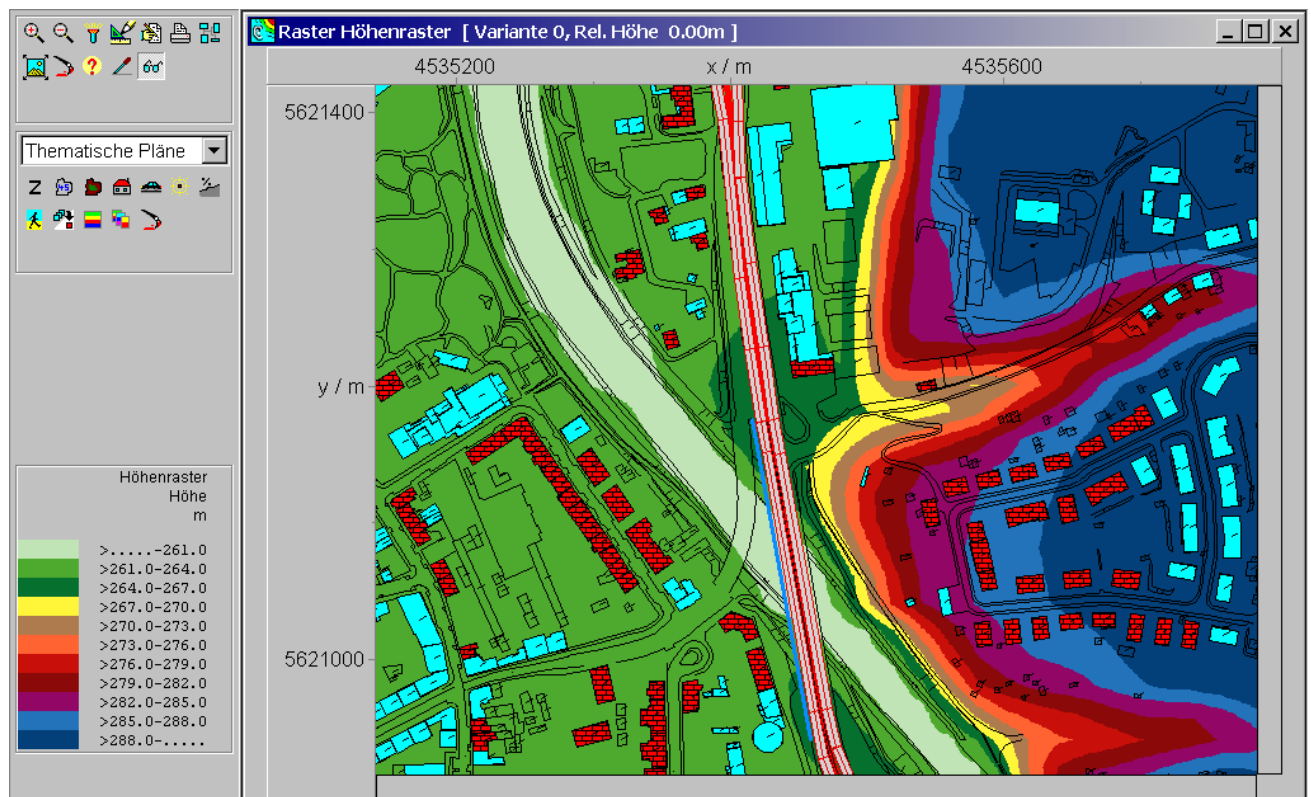 Raster Höhenraster [ Variante 0, Rel. Höhe 0.00m ]
4535200 x / m 4535600
Thematische Pläne
5621400
y / m
5621000
Höhenraster
Höhe
m
>.....-261.0
>261.0-264.0
>264.0-267.0
>267.0-270.0
>270.0-273.0
>273.0-276.0
>276.0-279.0
>279.0-282.0
>282.0-285.0
>285.0-288.0
>288.0-.....